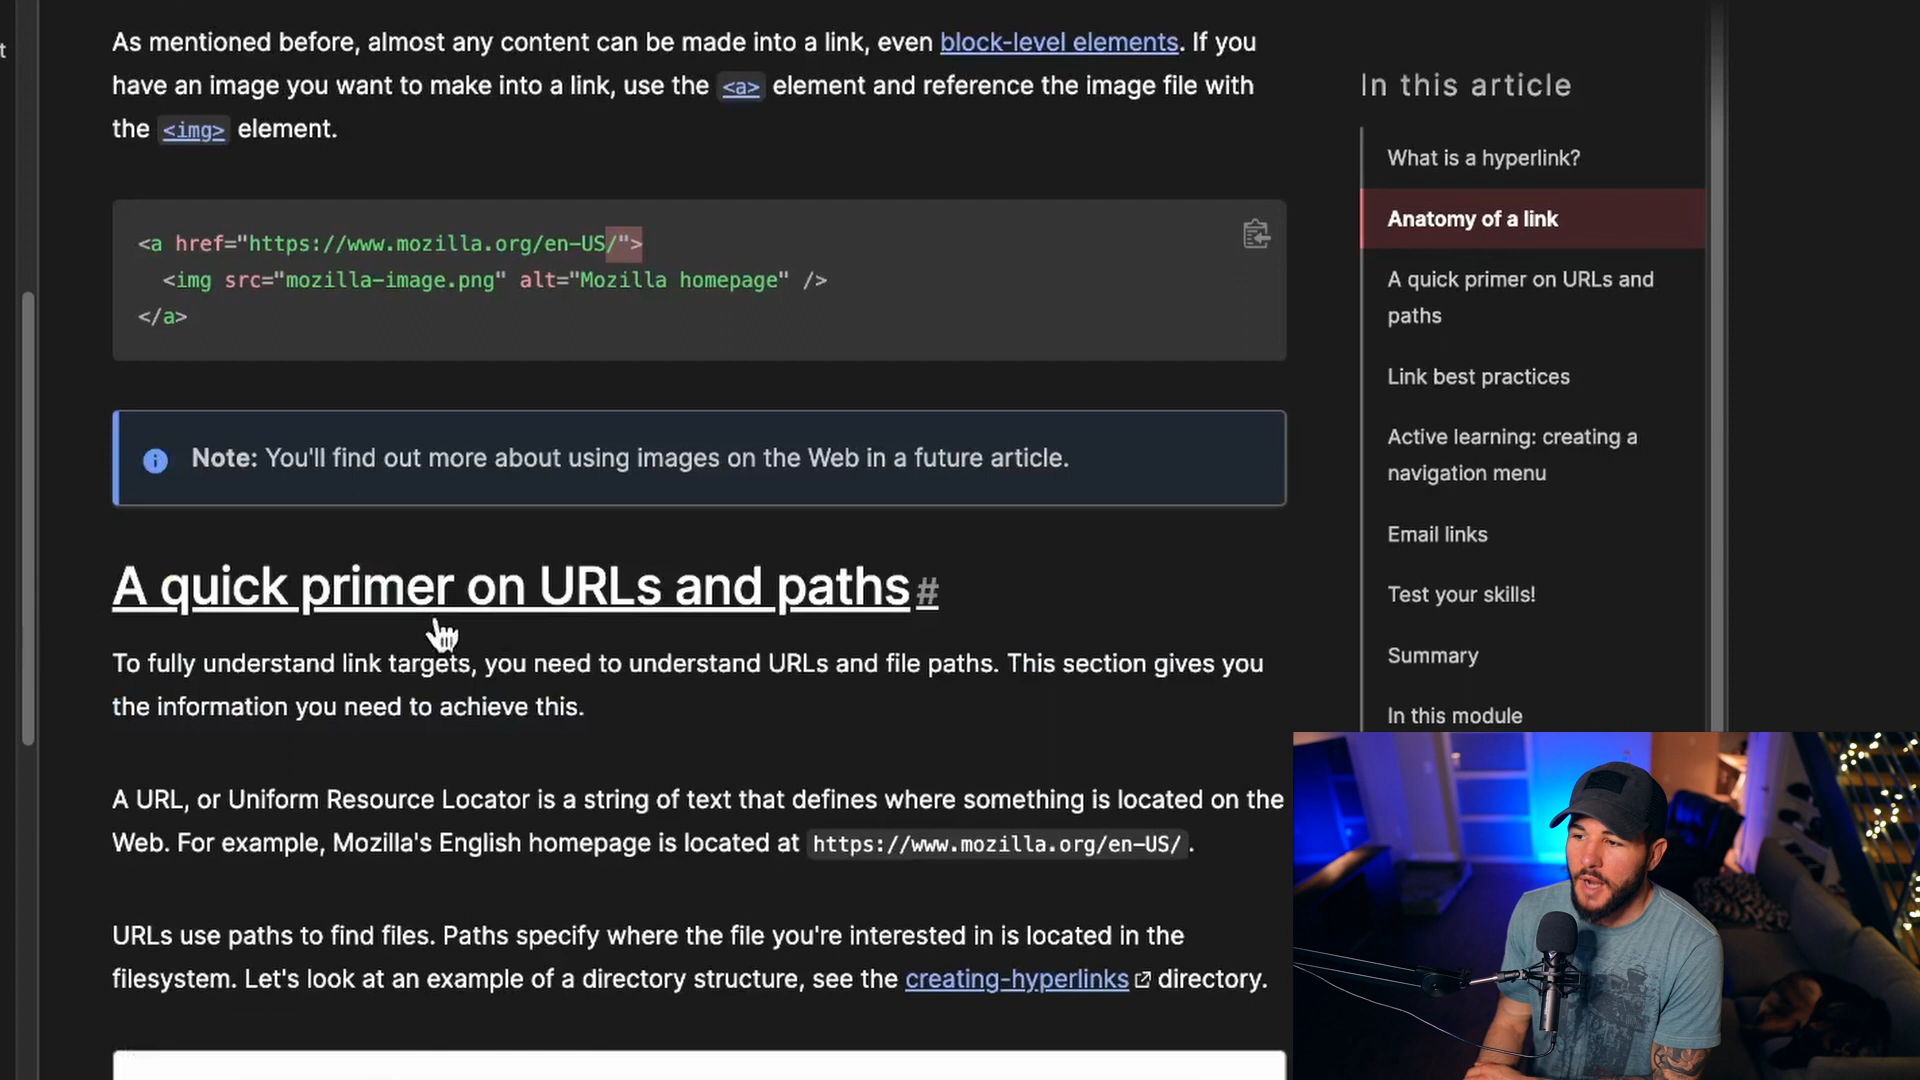 As mentioned before, almost any content can be made into a link, even block-level elements. If you
have an image you want to make into a link, use the <a> element and reference the image file with
the <img> element.
<a href="https://www.mozilla.org/en-US/">
<img src="mozilla-image.png" alt="Mozilla homepage" />
</a>
Note: You'll find out more about using images on the Web in a future article.
A quick primer on URLs and paths #
To fully understand link targets, you need to understand URLs and file paths. This section gives you
the information you need to achieve this.
A URL, or Uniform Resource Locator is a string of text that defines where something is located on the
Web. For example, Mozilla's English homepage is located at https://www.mozilla.org/en-US/ .
URLs use paths to find files. Paths specify where the file you're interested in is located in the
filesystem. Let's look at an example of a directory structure, see the creating-hyperlinks directory.
In this article
What is a hyperlink?
Anatomy of a link
A quick primer on URLs and
paths
Link best practices
Active learning: creating a
navigation menu
Email links
Test your skills!
Summary
In this module